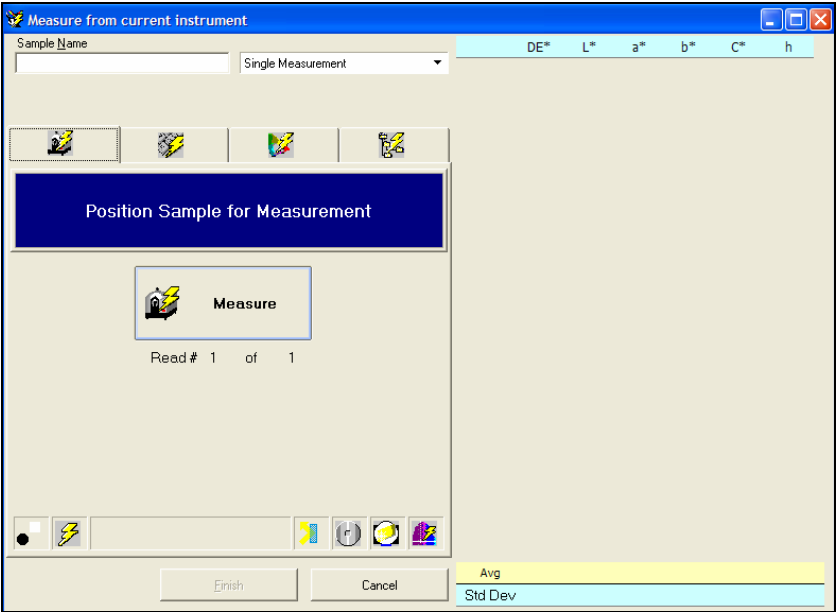 Measure from current instrument
Sample Name
Single Measurement
DE* L* a* b* C* h
Position Sample for Measurement
Measure
Read # 1 of 1
Finish Cancel
Avg
Std Dev